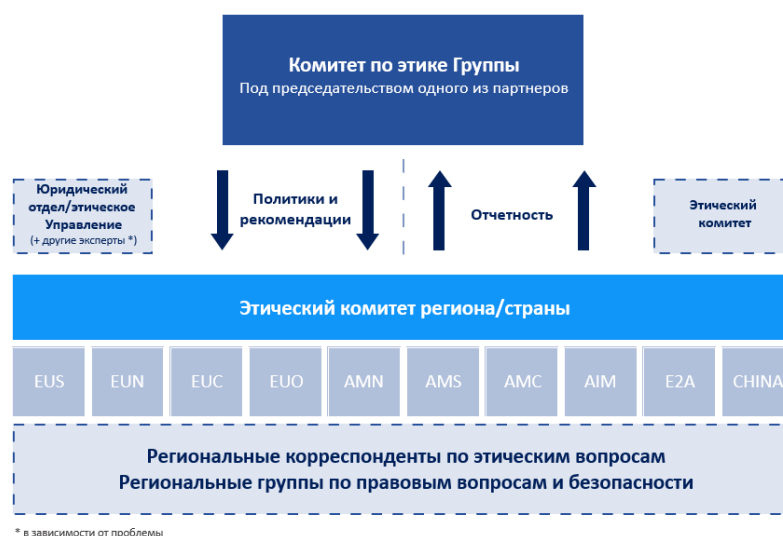 Комитет по этике Группы
Под председательством одного из партнеров
Юридический
отдел/этическое
Управление
(+ другие эксперты *)
Политики и
рекомендации
Отчетность
Этический
комитет
Этический комитет региона/страны
EUS EUN EUC EUO AMN AMS AMC AIM E2A CHINA
Региональные корреспонденты по этическим вопросам
Региональные группы по правовым вопросам и безопасности
* в зависимости от проблемы